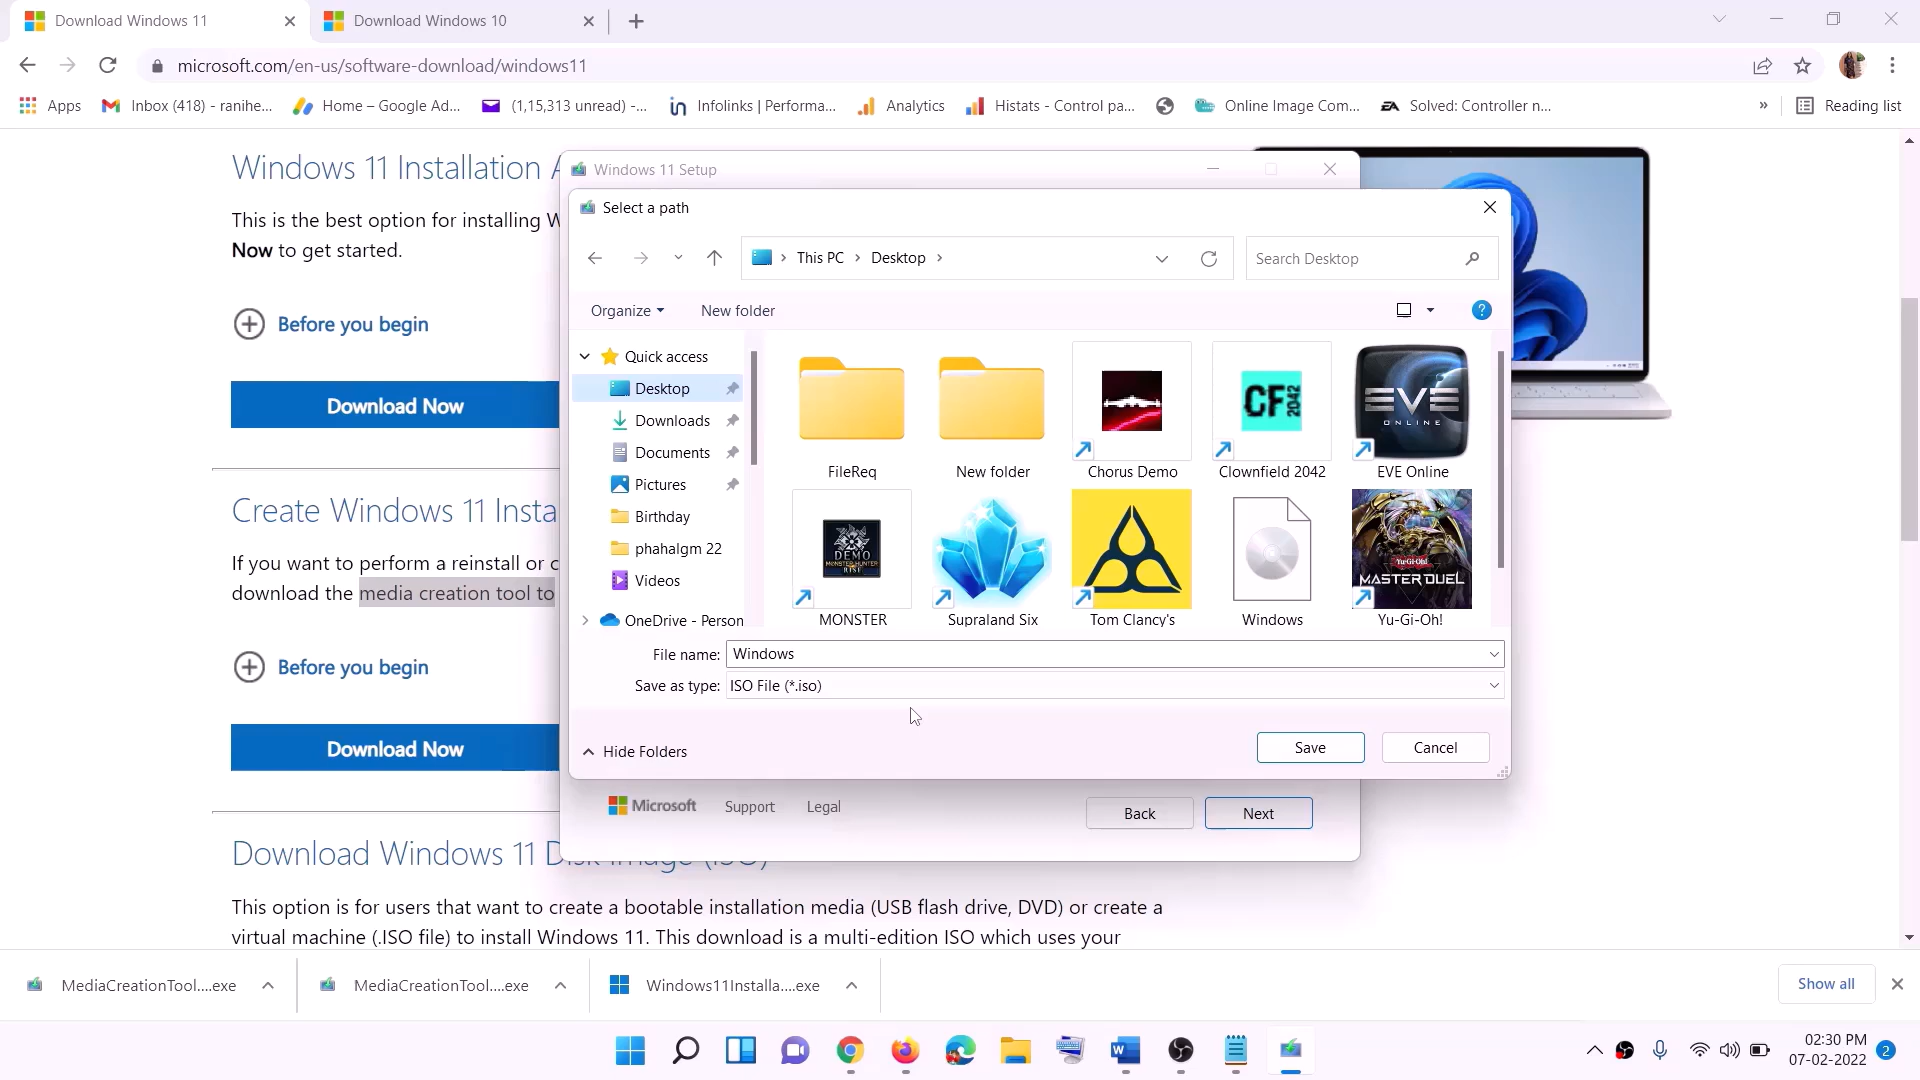 Download Windows 11
Download Windows 10
microsoft.com/en-us/software-download/windows11
Apps
Inbox (418) - ranihe...
Home – Google Ad...
(1,15,313 unread) -...
Infolinks | Performa...
Analytics
Histats - Control pa...
Online Image Com...
Solved: Controller n...
»
Reading list
Windows 11 Installation A
This is the best option for installing W
Now to get started.
Before you begin
Download Now
Create Windows 11 Insta
If you want to perform a reinstall or c
download the media creation tool to
Before you begin
Download Now
Download Windows 11 Disk Image (ISO)
This option is for users that want to create a bootable installation media (USB flash drive, DVD) or create a
virtual machine (.ISO file) to install Windows 11. This download is a multi-edition ISO which uses your
Windows 11 Setup
Select a path
This PC
Desktop
Search Desktop
Organize
New folder
Quick access
Desktop
Downloads
Documents
Pictures
Birthday
phahalgm 22
Videos
OneDrive - Person
FileReq
New folder
Chorus Demo
CF 2042
Clownfield 2042
EVE
ONLINE
EVE Online
DEMO
MONSTER HUNTER
RISE
MONSTER
Supraland Six
Tom Clancy's
Windows
Yu-Gi-Oh!
MASTER DUEL
Yu-Gi-Oh!
File name: Windows
Save as type: ISO File (*.iso)
Hide Folders
Save
Cancel
Microsoft
Support
Legal
Back
Next
MediaCreationTool....exe
MediaCreationTool....exe
Windows11Installa....exe
Show all
02:30 PM
07-02-2022
2